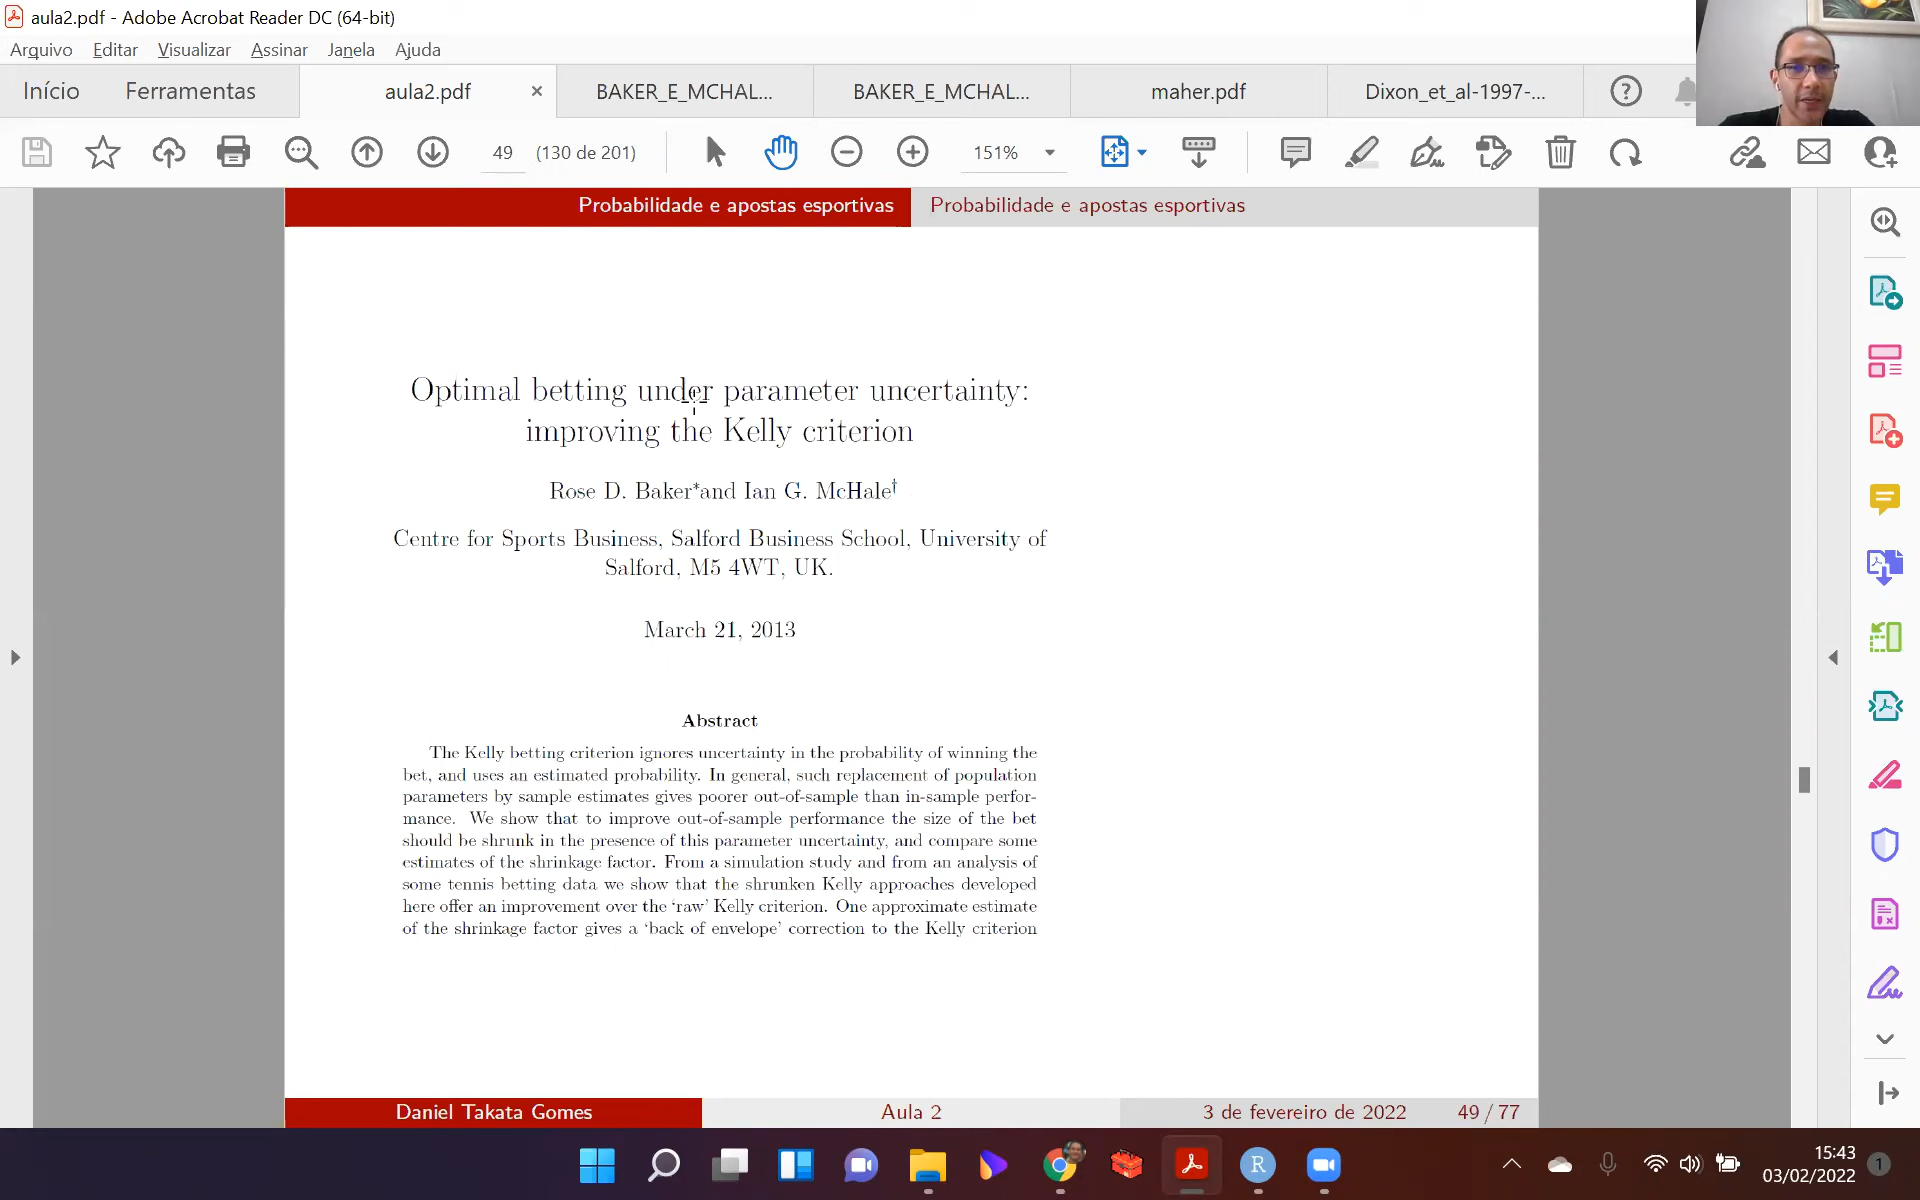 aula2.pdf - Adobe Acrobat Reader DC (64-bit)
Arquivo Editar Visualizar Assinar Janela Ajuda
Início Ferramentas aula2.pdf × BAKER_E_MCHAL... BAKER_E_MCHAL... maher.pdf Dixon_et_al-1997-... ?
49 (130 de 201) 151%
Probabilidade e apostas esportivas Probabilidade e apostas esportivas
Optimal betting under parameter uncertainty:
improving the Kelly criterion
Rose D. Baker*and Ian G. McHale†
Centre for Sports Business, Salford Business School, University of
Salford, M5 4WT, UK.
March 21, 2013
Abstract
The Kelly betting criterion ignores uncertainty in the probability of winning the
bet, and uses an estimated probability. In general, such replacement of population
parameters by sample estimates gives poorer out-of-sample than in-sample perfor-
mance. We show that to improve out-of-sample performance the size of the bet
should be shrunk in the presence of this parameter uncertainty, and compare some
estimates of the shrinkage factor. From a simulation study and from an analysis of
some tennis betting data we show that the shrunken Kelly approaches developed
here offer an improvement over the ‘raw’ Kelly criterion. One approximate estimate
of the shrinkage factor gives a ‘back of envelope’ correction to the Kelly criterion
Daniel Takata Gomes Aula 2 3 de fevereiro de 2022 49 / 77
R
15:43
03/02/2022 1